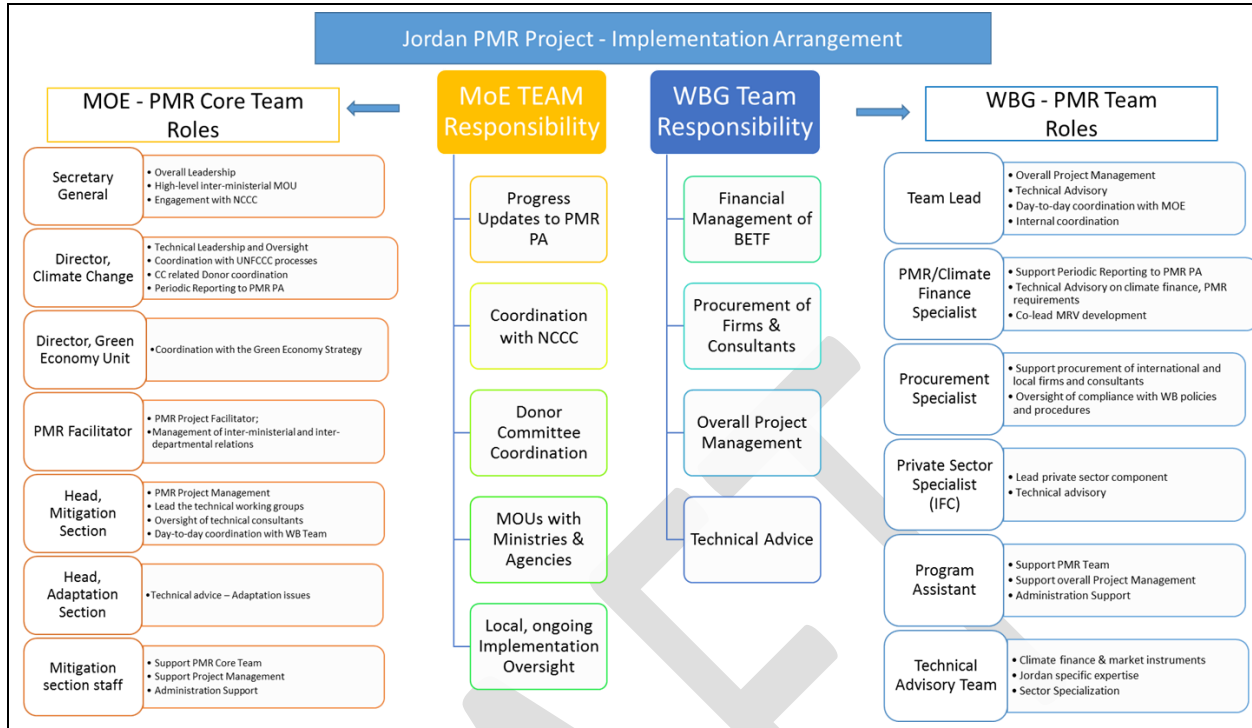 Jordan PMR Project - Implementation Arrangement
MOE - PMR Core Team
Roles
Secretary
General
• Overall Leadership
• High-level inter-ministerial MOU
• Engagement with NCCC
Director,
Climate Change
• Technical Leadership and Oversight
• Coordination with UNFCCC processes
• CC related Donor coordination
• Periodic Reporting to PMR PA
Director, Green
Economy Unit
• Coordination with the Green Economy Strategy
PMR Facilitator
• PMR Project Facilitator;
• Management of inter-ministerial and inter-
departmental relations
Head,
Mitigation
Section
• PMR Project Management
• Lead the technical working groups
• Oversight of technical consultants
• Day-to-day coordination with WB Team
Head,
Adaptation
Section
• Technical advice – Adaptation issues
Mitigation
section staff
• Support PMR Core Team
• Support Project Management
• Administration Support
MoE TEAM
Responsibility
Progress
Updates to PMR
PA
Coordination
with NCCC
Donor
Committee
Coordination
MOUs with
Ministries &
Agencies
Local, ongoing
Implementation
Oversight
WBG Team
Responsibility
Financial
Management of
BETF
Procurement of
Firms &
Consultants
Overall Project
Management
Technical Advice
WBG - PMR Team
Roles
Team Lead
• Overall Project Management
• Technical Advisory
• Day-to-day coordination with MOE
• Internal coordination
PMR/Climate
Finance
Specialist
• Support Periodic Reporting to PMR PA
• Technical Advisory on climate finance, PMR
requirements
• Co-lead MRV development
Procurement
Specialist
• Support procurement of international and
local firms and consultants
• Oversight of compliance with WB policies
and procedures
Private Sector
Specialist
(IFC)
• Lead private sector component
• Technical advisory
Program
Assistant
• Support PMR Team
• Support overall Project Management
• Administration Support
Technical
Advisory Team
• Climate finance & market instruments
• Jordan specific expertise
• Sector Specialization